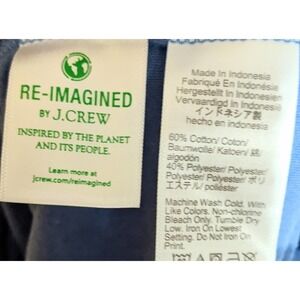 RE-IMAGINED
BY J.CREW
INSPIRED BY THE PLANET
AND ITS PEOPLE.
Learn more at
jcrew.com/reimagined
Made In Indonesia
Fabriqué En Indonésie
Hergestellt In Indonesien
Vervaardigd In Indonesie
インドネシア製
hecho en indonesia
60% Cotton/ Coton/
Baumwolle/ Katoen/ 綿/
algodón
40% Polyester/ Polyester/
Polyester/ Polyester/ ポリ
エステル/ poliéster
Machine Wash Cold. With
Like Colors. Non-chlorine
Bleach Only. Tumble Dry
Low. Iron On Lowest
Setting. Do Not Iron On
Print.